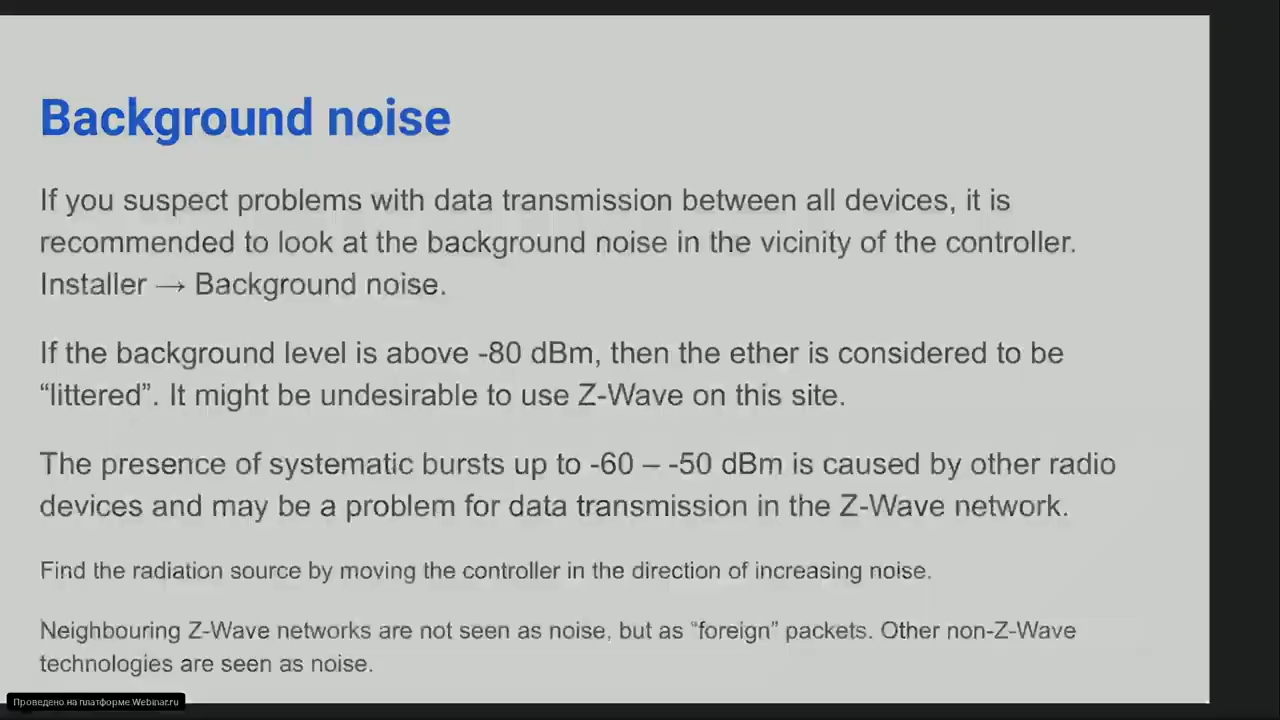 Background noise
If you suspect problems with data transmission between all devices, it is
recommended to look at the background noise in the vicinity of the controller.
Installer → Background noise.
If the background level is above -80 dBm, then the ether is considered to be
“littered”. It might be undesirable to use Z-Wave on this site.
The presence of systematic bursts up to -60 – -50 dBm is caused by other radio
devices and may be a problem for data transmission in the Z-Wave network.
Find the radiation source by moving the controller in the direction of increasing noise.
Neighbouring Z-Wave networks are not seen as noise, but as “foreign” packets. Other non-Z-Wave
technologies are seen as noise.
Проведено на платформе Webinar.ru